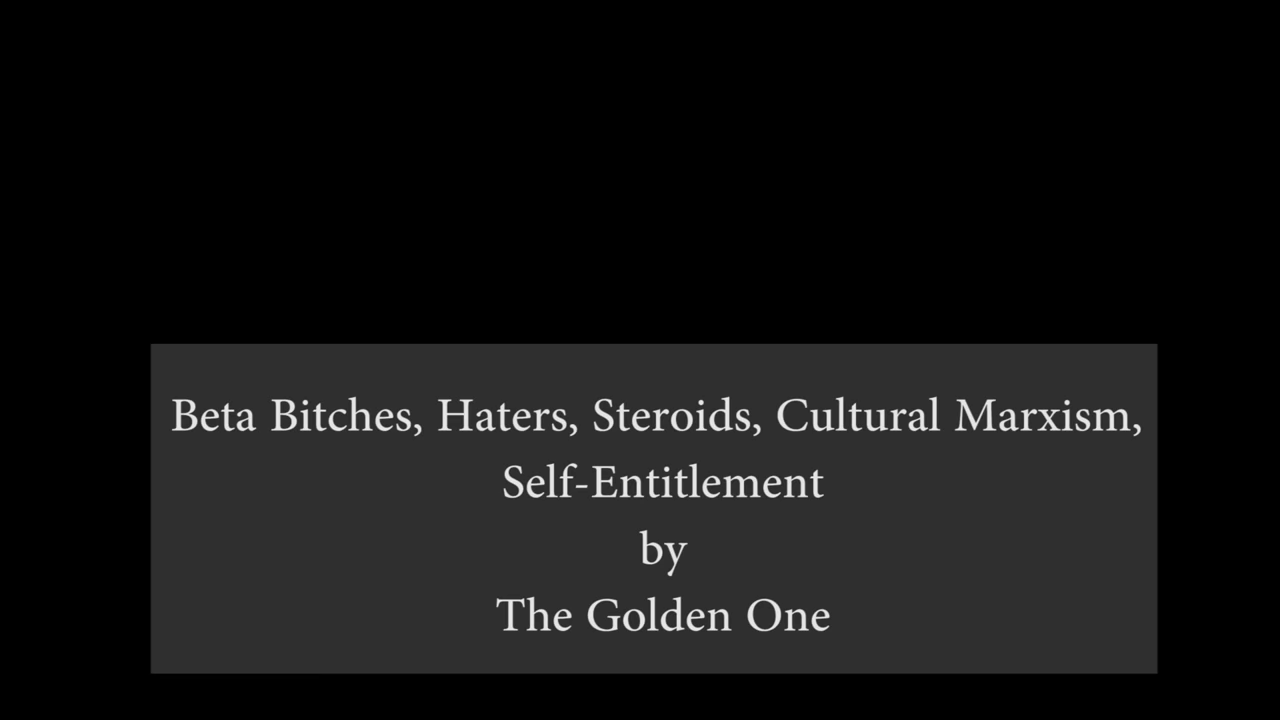 Beta Bitches, Haters, Steroids, Cultural Marxism,
Self-Entitlement
by
The Golden One